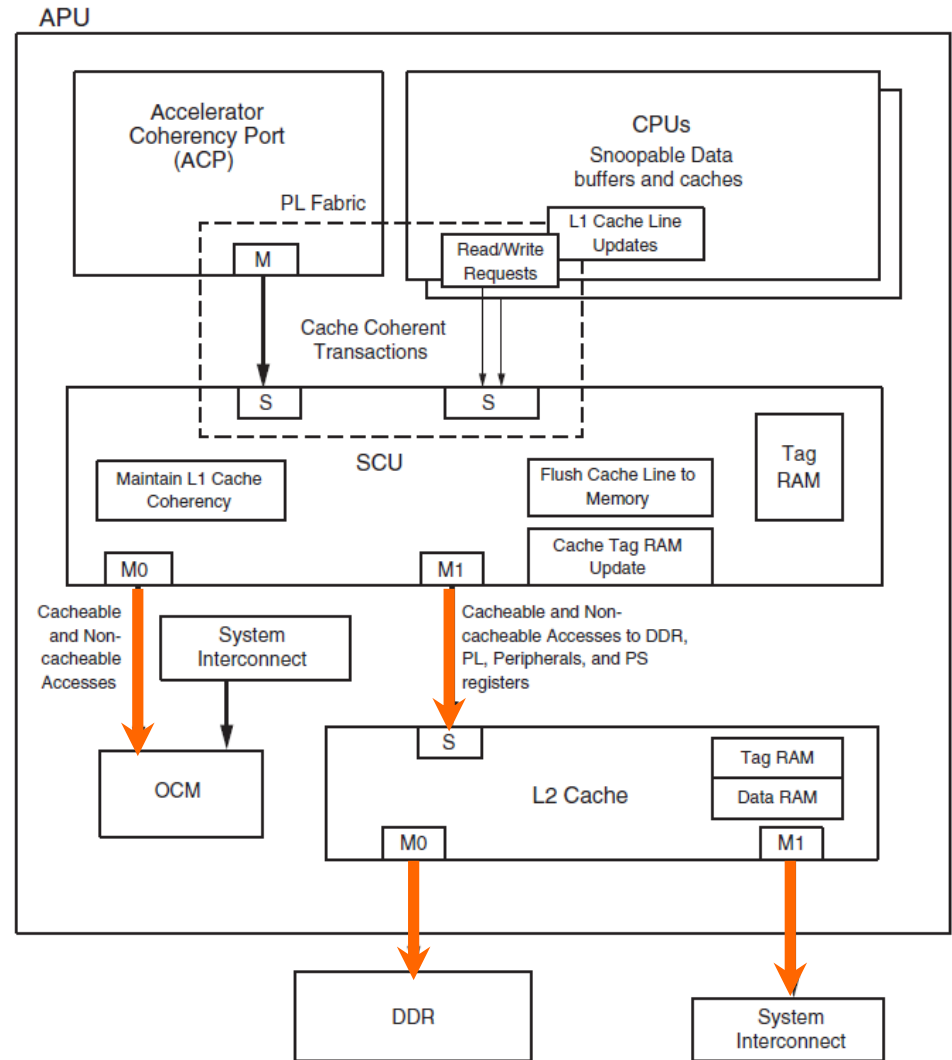 APU
Accelerator
Coherency Port
(ACP)
CPUs
Snoopable Data
buffers and caches
PL Fabric
L1 Cache Line
Updates
Read/Write
Requests
M
Cache Coherent
Transactions
S
S
SCU
Tag
RAM
Maintain L1 Cache
Coherency
Flush Cache Line to
Memory
Cache Tag RAM
Update
M0
M1
Cacheable
and Non-
cacheable
Accesses
System
Interconnect
Cacheable and Non-
cacheable Accesses to DDR,
PL, Peripherals, and PS
registers
OCM
S
L2 Cache
Tag RAM
Data RAM
M0
M1
DDR
System
Interconnect